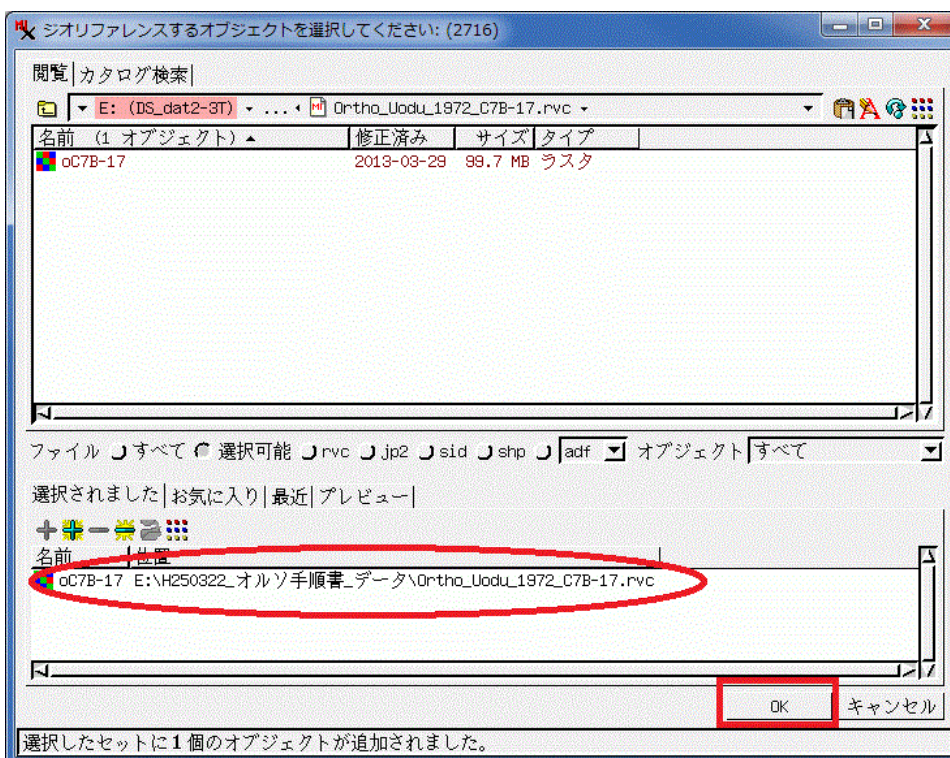 ジオリファレンスするオブジェクトを選択してください: (2716)
閲覧 カタログ検索
E: (DS_dat2-3T) .... Ortho_Uodu_1972_C7B-17.rvc
名前 (1 オブジェクト) 修正済み サイズ タイプ
oC7B-17 2013-03-29 99.7 MB ラスタ
ファイル すべて 選択可能 rvc jp2 sid shp adf オブジェクト すべて
選択されました お気に入り 最近 プレビュー
名前 位置
oC7B-17 E:\H250322_オルソ手順書_データ\Ortho_Uodu_1972_C7B-17.rvc
OK キャンセル
選択したセットに1個のオブジェクトが追加されました。